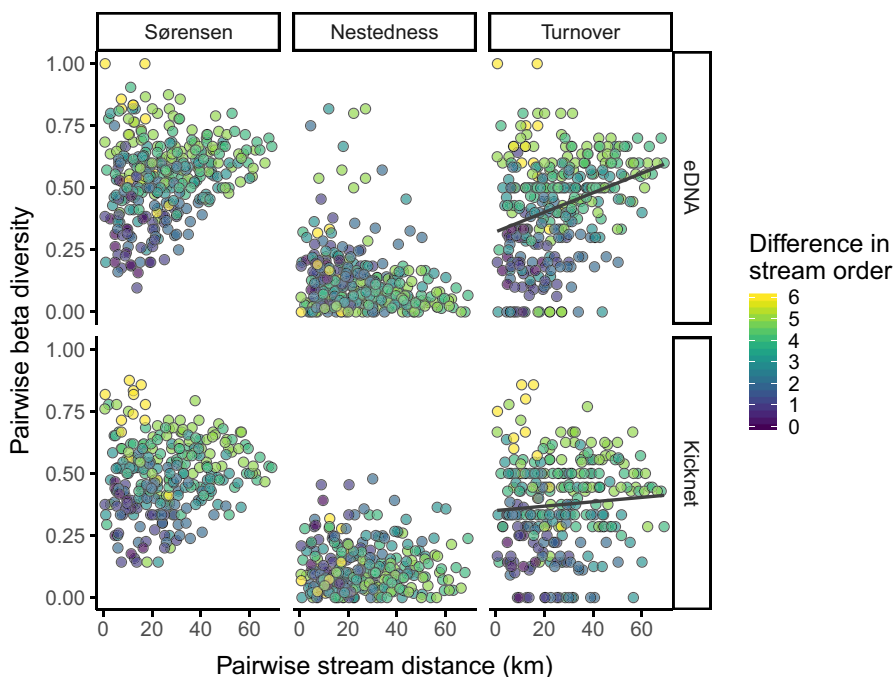 Sørensen Nestedness Turnover
1.00
0.75
0.50
0.25
0.00
eDNA
1.00
0.75
0.50
0.25
0.00
Kicknet
0 20 40 60 0 20 40 60 0 20 40 60
Pairwise stream distance (km)
Pairwise beta diversity
Difference in
stream order
6
5
4
3
2
1
0